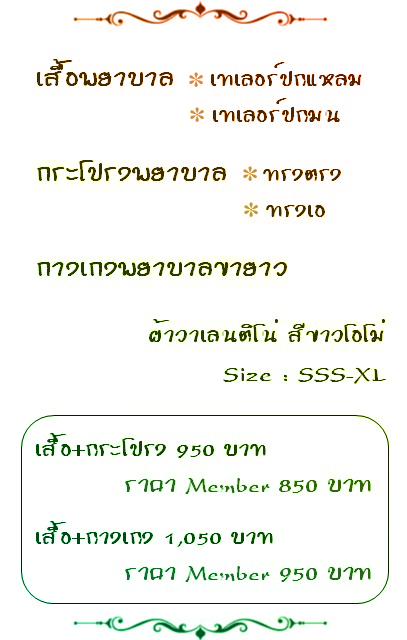 เสื้อพยาบาล ✻ เทเลอร์ปกแหลม
✻ เทเลอร์ปกมน
กระโปรงพยาบาล ✻ ทรงตรง
✻ ทรงเอ
กางเกงพยาบาลขายาว
ผ้าวาเลนติโน่ สีขาวโอโม่
Size : SSS-XL
เสื้อ+กระโปรง 950 บาท
ราคา Member 850 บาท
เสื้อ+กางเกง 1,050 บาท
ราคา Member 950 บาท